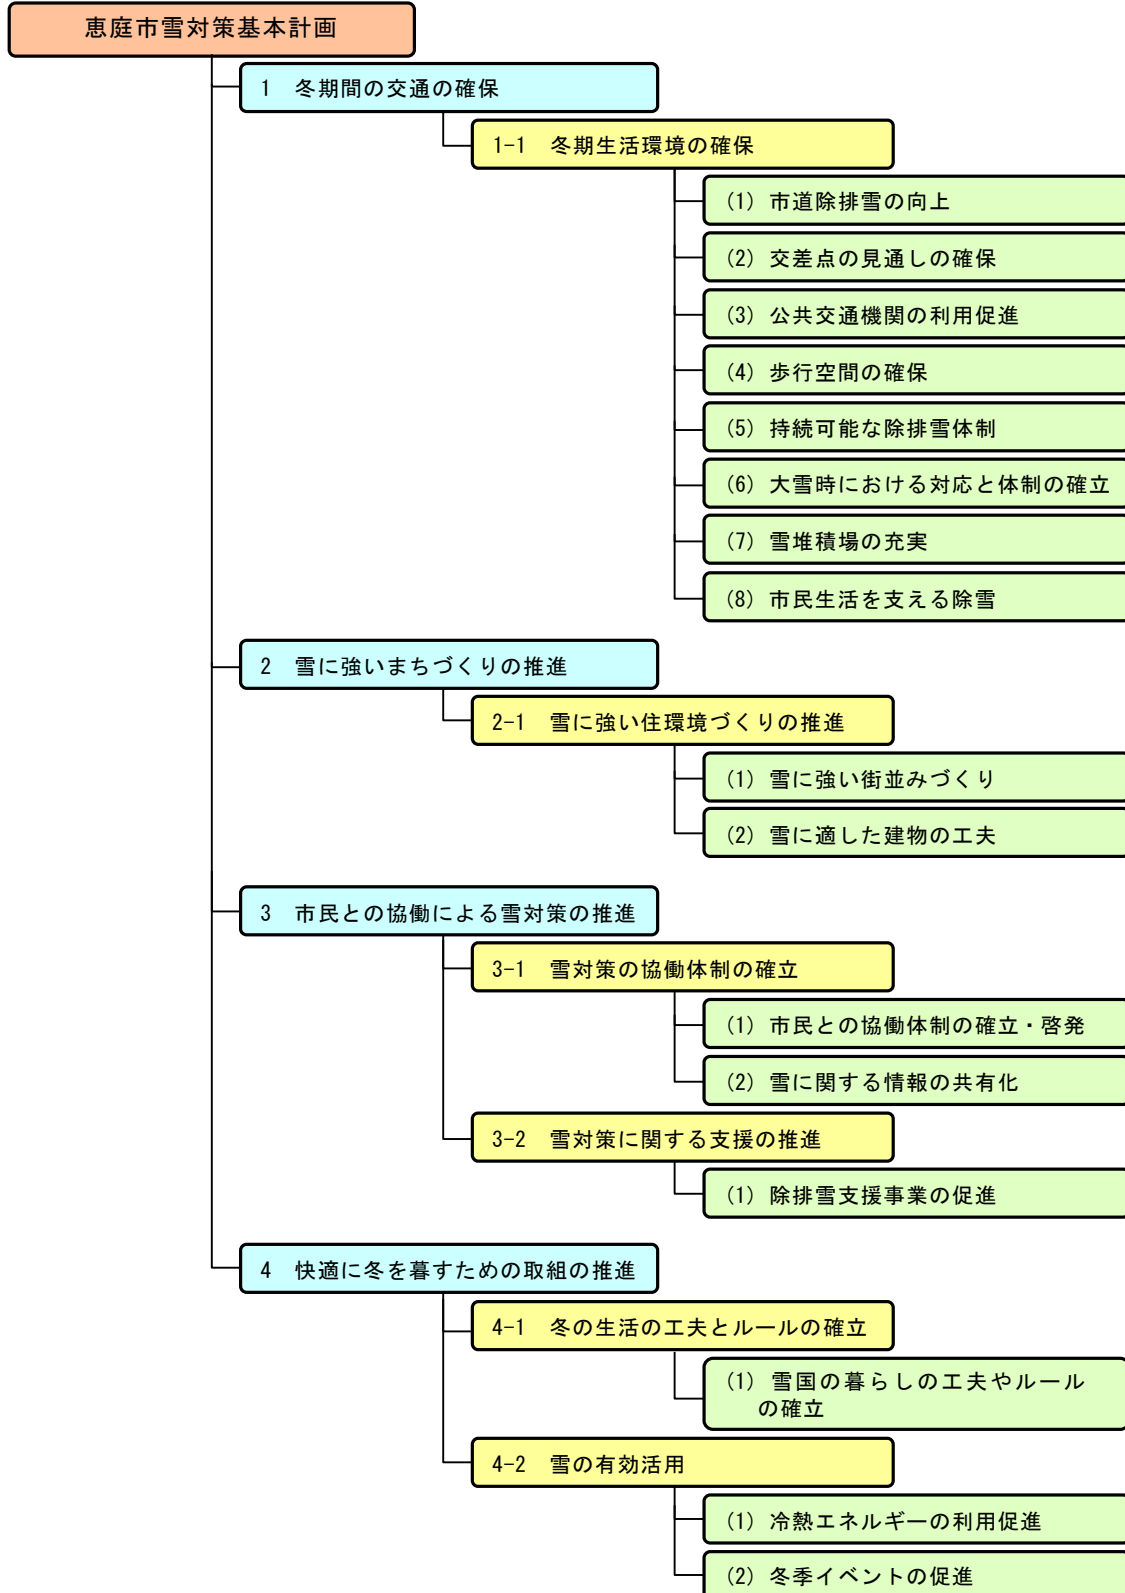 恵庭市雪対策基本計画
1 冬期間の交通の確保
1-1 冬期生活環境の確保
(1) 市道除排雪の向上
(2) 交差点の見通しの確保
(3) 公共交通機関の利用促進
(4) 歩行空間の確保
(5) 持続可能な除排雪体制
(6) 大雪時における対応と体制の確立
(7) 雪堆積場の充実
(8) 市民生活を支える除雪
2 雪に強いまちづくりの推進
2-1 雪に強い住環境づくりの推進
(1) 雪に強い街並みづくり
(2) 雪に適した建物の工夫
3 市民との協働による雪対策の推進
3-1 雪対策の協働体制の確立
(1) 市民との協働体制の確立・啓発
(2) 雪に関する情報の共有化
3-2 雪対策に関する支援の推進
(1) 除排雪支援事業の促進
4 快適に冬を暮すための取組の推進
4-1 冬の生活の工夫とルールの確立
(1) 雪国の暮らしの工夫やルール
の確立
4-2 雪の有効活用
(1) 冷熱エネルギーの利用促進
(2) 冬季イベントの促進